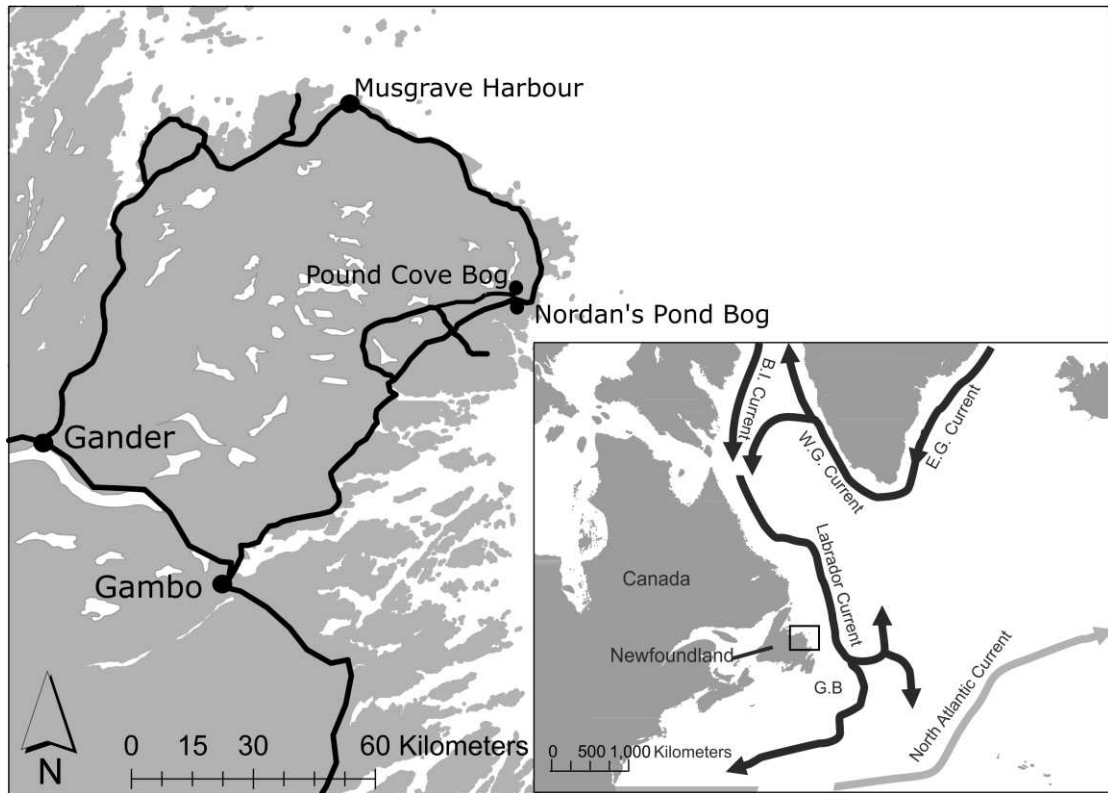 Musgrave Harbour
Pound Cove Bog
Nordan's Pond Bog
Gander
Gambo
N
0 22 30 60 Kilometers
B.I. Current
W.G. Current
E.G. Current
Labrador Current
Canada
Newfoundland
G.B
North Atlantic Current
0 500 1,000 Kilometers